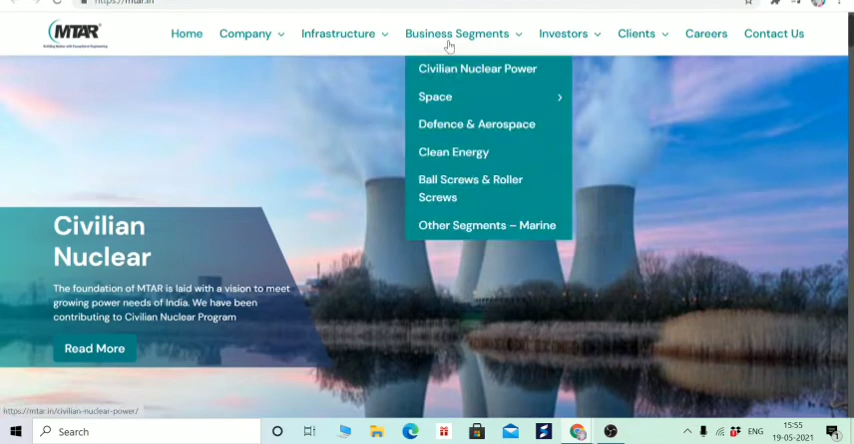 https://mtar.in
MTAR
Home Company Infrastructure Business Segments Investors Clients Careers Contact Us
Civilian Nuclear Power
Space
Defence & Aerospace
Clean Energy
Ball Screws & Roller
Screws
Other Segments – Marine
Civilian
Nuclear
The foundation of MTAR is laid with a vision to meet
growing power needs of India. We have been
contributing to Civilian Nuclear Program
Read More
https://mtar.in/civilian-nuclear-power/
Search
ENG
15:55
19-05-2021